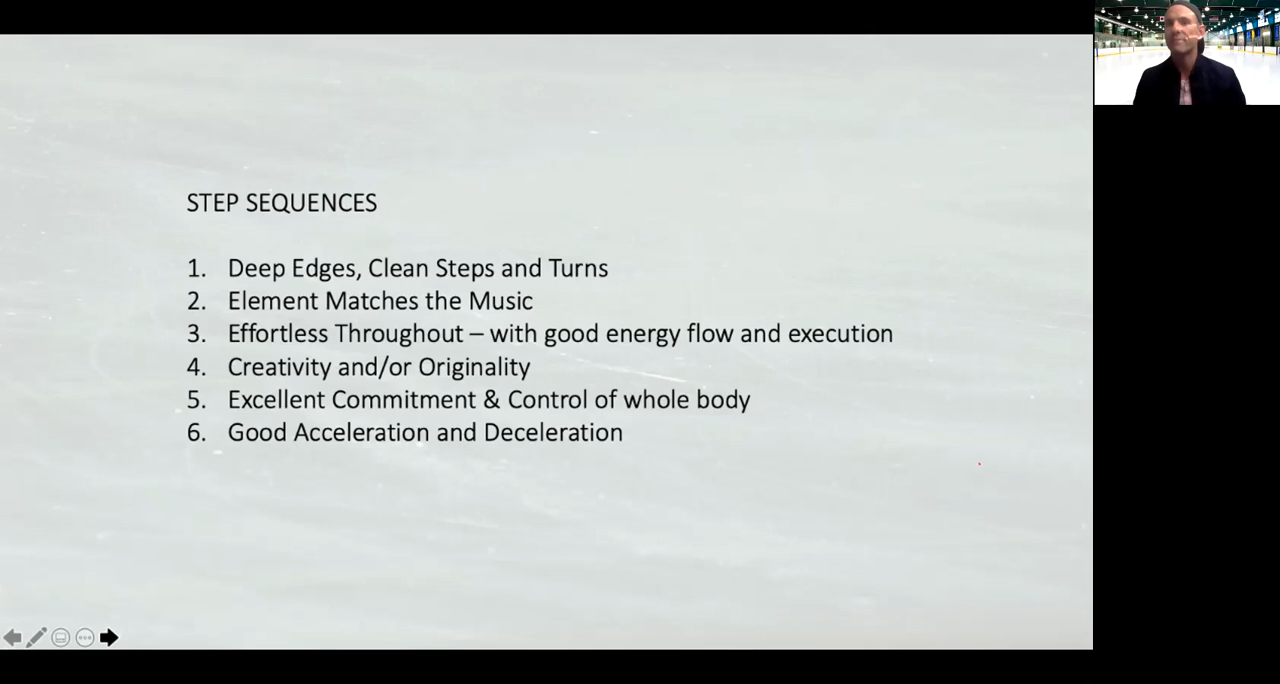 STEP SEQUENCES
1. Deep Edges, Clean Steps and Turns
2. Element Matches the Music
3. Effortless Throughout – with good energy flow and execution
4. Creativity and/or Originality
5. Excellent Commitment & Control of whole body
6. Good Acceleration and Deceleration